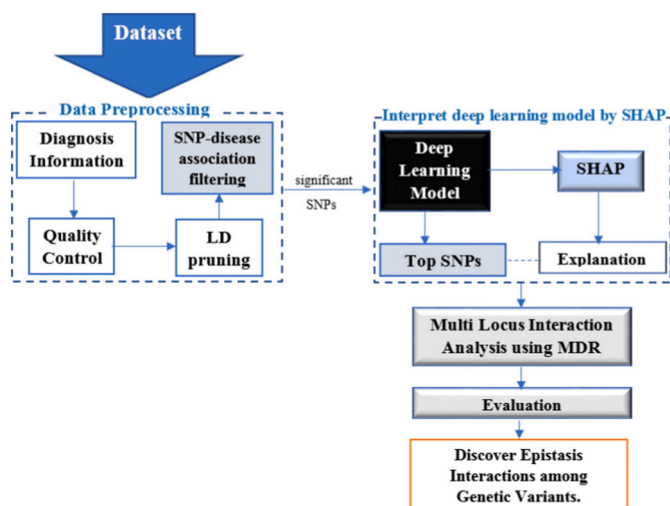 Dataset
Data Preprocessing
Diagnosis
Information
SNP-disease
association
filtering
Quality
Control
LD
pruning
significant
SNPs
Interpret deep learning model by SHAP
Deep
Learning
Model
SHAP
Top SNPs
Explanation
Multi Locus Interaction
Analysis using MDR
Evaluation
Discover Epistasis
Interactions among
Genetic Variants.